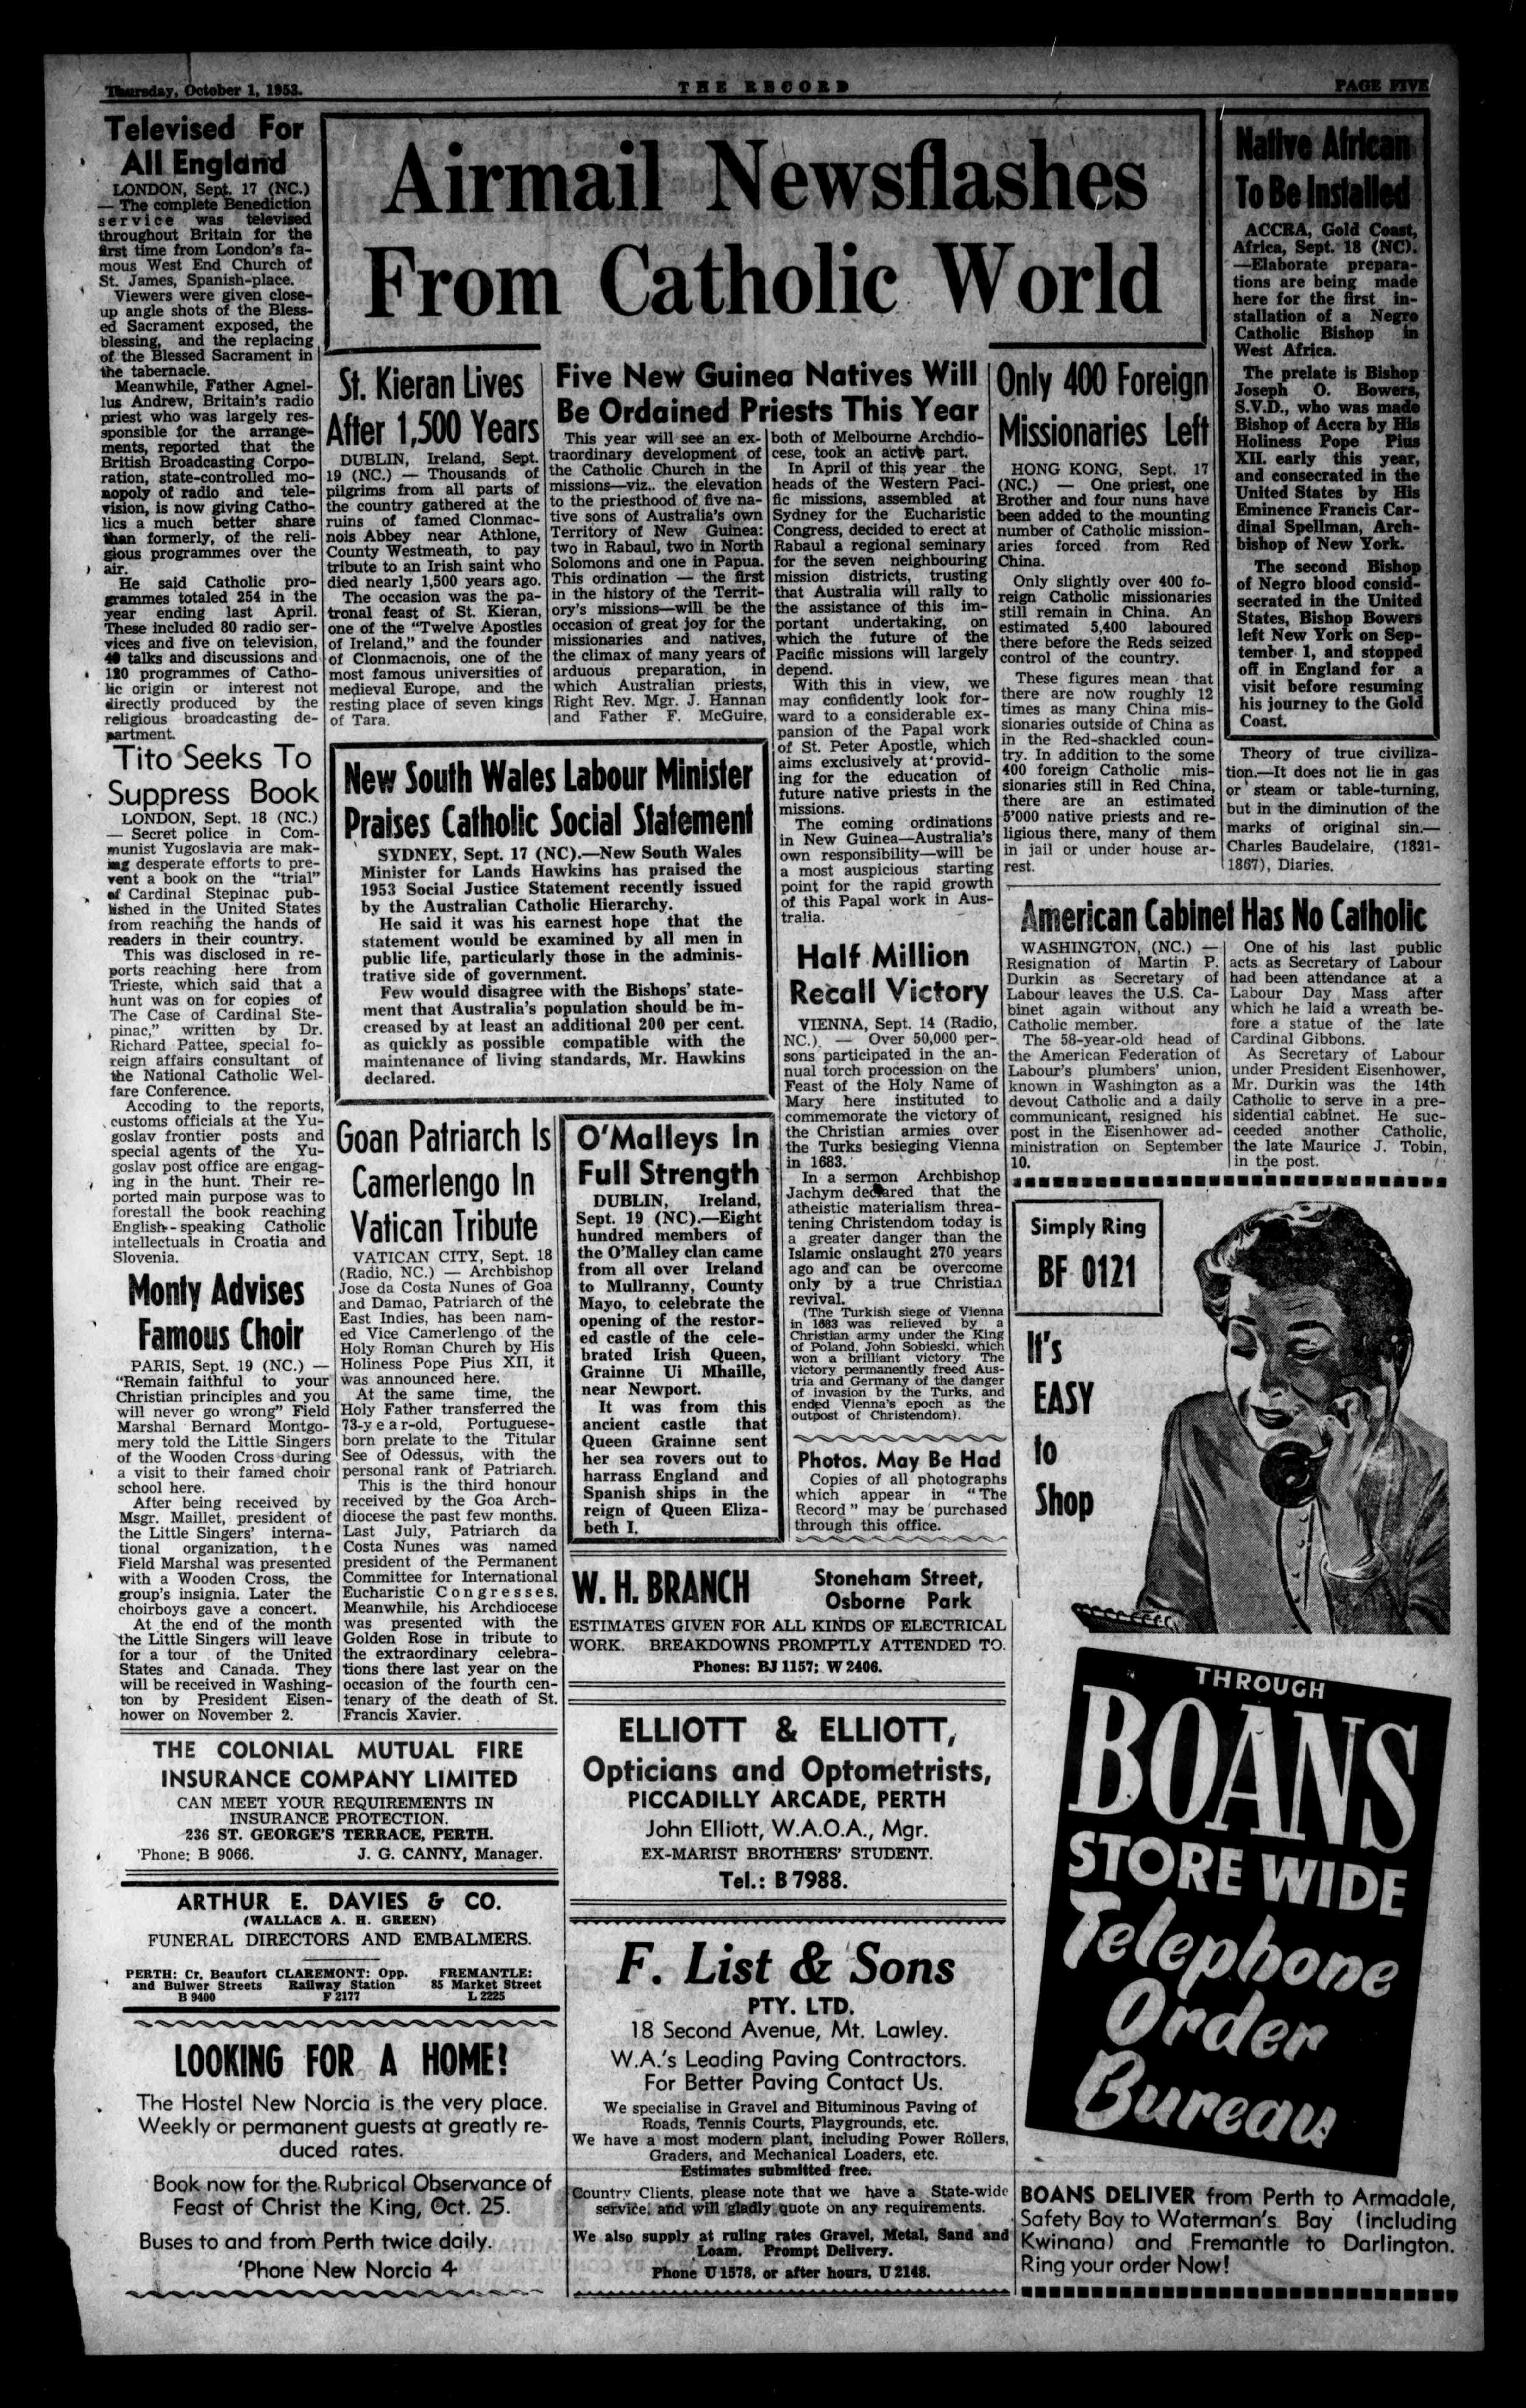 Thursday, October 1, 1953.
THE RECORD
PAGE FIVE
Airmail Newsflashes
From Catholic World
Televised For
All England
LONDON, Sept. 17 (NC.)
— The complete Benediction
service was televised
throughout Britain for the
first time from London's fa-
mous West End Church of
St. James, Spanish-place.
Viewers were given close-
up angle shots of the Bless-
ed Sacrament exposed, the
blessing, and the replacing
of the Blessed Sacrament in
the tabernacle.
Meanwhile, Father Agnel-
lus Andrew, Britain's radio
priest who was largely res-
sponsible for the arrange-
ments, reported that the
British Broadcasting Corpo-
ration, state-controlled mo-
nopoly of radio and tele-
vision, is now giving Catho-
lics a much better share
than formerly, of the reli-
gious programmes over the
air.
He said Catholic pro-
grammes totaled 254 in the
year ending last April.
These included 80 radio ser-
vices and five on television,
49 talks and discussions and
120 programmes of Catho-
lic origin or interest not
directly produced by the
religious broadcasting de-
partment.
Tito Seeks To
Suppress Book
LONDON, Sept. 18 (NC.)
— Secret police in Com-
munist Yugoslavia are mak-
ing desperate efforts to pre-
vent a book on the "trial"
of Cardinal Stepinac pub-
lished in the United States
from reaching the hands of
readers in their country.
This was disclosed in re-
ports reaching here from
Trieste, which said that a
hunt was on for copies of
The Case of Cardinal Ste-
pinac," written by Dr.
Richard Pattee, special fo-
reign affairs consultant of
the National Catholic Wel-
fare Conference.
Accoding to the reports,
customs officials at the Yu-
goslav frontier posts and
special agents of the Yu-
goslav post office are engag-
ing in the hunt. Their re-
ported main purpose was to
forestall the book reaching
English-speaking Catholic
intellectuals in Croatia and
Slovenia.
Monty Advises
Famous Choir
PARIS, Sept. 19 (NC.) —
"Remain faithful to your
Christian principles and you
will never go wrong" Field
Marshal Bernard Montgo-
mery told the Little Singers
of the Wooden Cross during
a visit to their famed choir
school here.
After being received by
Msgr. Maillet, president of
the Little Singers' interna-
tional organization, the
Field Marshal was presented
with a Wooden Cross, the
group's insignia. Later the
choirboys gave a concert.
At the end of the month
the Little Singers will leave
for a tour of the United
States and Canada. They
will be received in Washing-
ton by President Eisen-
hower on November 2.
St. Kieran Lives
After 1,500 Years
DUBLIN, Ireland, Sept.
19 (NC.) — Thousands of
pilgrims from all parts of
the country gathered at the
ruins of famed Clonmac-
nois Abbey near Athlone,
County Westmeath, to pay
tribute to an Irish saint who
died nearly 1,500 years ago.
The occasion was the pa-
tronal feast of St. Kieran,
one of the "Twelve Apostles
of Ireland," and the founder
of Clonmacnois, one of the
most famous universities of
medieval Europe, and the
resting place of seven kings
of Tara.
Five New Guinea Natives Will
Be Ordained Priests This Year
This year will see an ex-
traordinary development of
the Catholic Church in the
missions—viz.. the elevation
to the priesthood of five na-
tive sons of Australia's own
Territory of New Guinea:
two in Rabaul, two in North
Solomons and one in Papua.
This ordination — the first
in the history of the Territ-
ory's missions—will be the
occasion of great joy for the
missionaries and natives,
the climax of many years of
arduous preparation, in
which Australian priests,
Right Rev. Mgr. J. Hannan
and Father F. McGuire,
both of Melbourne Archdio-
cese, took an active part.
In April of this year the
heads of the Western Paci-
fic missions, assembled at
Sydney for the Eucharistic
Congress, decided to erect at
Rabaul a regional seminary
for the seven neighbouring
mission districts, trusting
that Australia will rally to
the assistance of this im-
portant undertaking, on
which the future of the
Pacific missions will largely
depend.
With this in view, we
may confidently look for-
ward to a considerable ex-
pansion of the Papal work
of St. Peter Apostle, which
aims exclusively at provid-
ing for the education of
future native priests in the
missions.
The coming ordinations
in New Guinea—Australia's
own responsibility—will be
a most auspicious starting
point for the rapid growth
of this Papal work in Aus-
tralia.
Only 400 Foreign
Missionaries Left
HONG KONG, Sept. 17
(NC.) — One priest, one
Brother and four nuns have
been added to the mounting
number of Catholic mission-
aries forced from Red
China.
Only slightly over 400 fo-
reign Catholic missionaries
still remain in China. An
estimated 5,400 laboured
there before the Reds seized
control of the country.
These figures mean that
there are now roughly 12
times as many China mis-
sionaries outside of China as
in the Red-shackled coun-
try. In addition to the some
400 foreign Catholic mis-
sionaries still in Red China,
there are an estimated
5'000 native priests and re-
ligious there, many of them
in jail or under house ar-
rest.
Native African
To Be Installed
ACCRA, Gold Coast,
Africa, Sept. 18 (NC).
—Elaborate prepara-
tions are being made
here for the first in-
stallation of a Negro
Catholic Bishop in
West Africa.
The prelate is Bishop
Joseph O. Bowers,
S.V.D., who was made
Bishop of Accra by His
Holiness Pope Pius
XII. early this year,
and consecrated in the
United States by His
Eminence Francis Car-
dinal Spellman, Arch-
bishop of New York.
The second Bishop
of Negro blood consid-
secrated in the United
States, Bishop Bowers
left New York on Sep-
tember 1, and stopped
off in England for a
visit before resuming
his journey to the Gold
Coast.
Theory of true civiliza-
tion.—It does not lie in gas
or steam or table-turning,
but in the diminution of the
marks of original sin.—
Charles Baudelaire, (1821-
1867), Diaries.
New South Wales Labour Minister
Praises Catholic Social Statement
SYDNEY, Sept. 17 (NC).—New South Wales
Minister for Lands Hawkins has praised the
1953 Social Justice Statement recently issued
by the Australian Catholic Hierarchy.
He said it was his earnest hope that the
statement would be examined by all men in
public life, particularly those in the adminis-
trative side of government.
Few would disagree with the Bishops' state-
ment that Australia's population should be in-
creased by at least an additional 200 per cent.
as quickly as possible compatible with the
maintenance of living standards, Mr. Hawkins
declared.
Goan Patriarch Is
Camerlengo In
Vatican Tribute
VATICAN CITY, Sept. 18
(Radio, NC.) — Archbishop
Jose da Costa Nunes of Goa
and Damao, Patriarch of the
East Indies, has been nam-
ed Vice Camerlengo of the
Holy Roman Church by His
Holiness Pope Pius XII, it
was announced here.
At the same time, the
Holy Father transferred the
73-year-old, Portuguese-
born prelate to the Titular
See of Odessus, with the
personal rank of Patriarch.
This is the third honour
received by the Goa Arch-
diocese the past few months.
Last July, Patriarch da
Costa Nunes was named
president of the Permanent
Committee for International
Eucharistic Congresses.
Meanwhile, his Archdiocese
was presented with the
Golden Rose in tribute to
the extraordinary celebra-
tions there last year on the
occasion of the fourth cen-
tenary of the death of St.
Francis Xavier.
O'Malleys In
Full Strength
DUBLIN, Ireland,
Sept. 19 (NC).—Eight
hundred members of
the O'Malley clan came
from all over Ireland
to Mullranny, County
Mayo, to celebrate the
opening of the restor-
ed castle of the cele-
brated Irish Queen,
Grainne Ui Mhaille,
near Newport.
It was from this
ancient castle that
Queen Grainne sent
her sea rovers out to
harrass England and
Spanish ships in the
reign of Queen Eliza-
beth I.
Half Million
Recall Victory
VIENNA, Sept. 14 (Radio,
NC.). — Over 50,000 per-
sons participated in the an-
nual torch procession on the
Feast of the Holy Name of
Mary here instituted to
commemorate the victory of
the Christian armies over
the Turks besieging Vienna
in 1683.
In a sermon Archbishop
Jachym declared that the
atheistic materialism threa-
tening Christendom today is
a greater danger than the
Islamic onslaught 270 years
ago and can be overcome
only by a true Christian
revival.
(The Turkish siege of Vienna
in 1683 was relieved by a
Christian army under the King
of Poland, John Sobieski, which
won a brilliant victory. The
victory permanently freed Aus-
tria and Germany of the danger
of invasion by the Turks, and
ended Vienna's epoch as the
outpost of Christendom).
Photos. May Be Had
Copies of all photographs
which appear in "The
Record" may be purchased
through this office.
American Cabinet Has No Catholic
WASHINGTON, (NC.) —
Resignation of Martin P.
Durkin as Secretary of
Labour leaves the U.S. Ca-
binet again without any
Catholic member.
The 58-year-old head of
the American Federation of
Labour's plumbers' union,
known in Washington as a
devout Catholic and a daily
communicant, resigned his
post in the Eisenhower ad-
ministration on September
10.
One of his last public
acts as Secretary of Labour
had been attendance at a
Labour Day Mass after
which he laid a wreath be-
fore a statue of the late
Cardinal Gibbons.
As Secretary of Labour
under President Eisenhower,
Mr. Durkin was the 14th
Catholic to serve in a pre-
sidential cabinet. He suc-
ceeded another Catholic,
the late Maurice J. Tobin,
in the post.
THE COLONIAL MUTUAL FIRE
INSURANCE COMPANY LIMITED
CAN MEET YOUR REQUIREMENTS IN
INSURANCE PROTECTION.
236 ST. GEORGE'S TERRACE, PERTH.
'Phone: B 9066. J. G. CANNY, Manager.
ARTHUR E. DAVIES & CO.
(WALLACE A. H. GREEN)
FUNERAL DIRECTORS AND EMBALMERS.
PERTH: Cr. Beaufort CLAREMONT: Opp. FREMANTLE:
and Bulwer Streets Railway Station 85 Market Street
B 9400 F 2177 L 2225
LOOKING FOR A HOME!
The Hostel New Norcia is the very place.
Weekly or permanent guests at greatly re-
duced rates.
Book now for the Rubrical Observance of
Feast of Christ the King, Oct. 25.
Buses to and from Perth twice daily.
'Phone New Norcia 4
W. H. BRANCH
Stoneham Street,
Osborne Park
ESTIMATES GIVEN FOR ALL KINDS OF ELECTRICAL
WORK. BREAKDOWNS PROMPTLY ATTENDED TO.
Phones: BJ 1157; W 2406.
ELLIOTT & ELLIOTT,
Opticians and Optometrists,
PICCADILLY ARCADE, PERTH
John Elliott, W.A.O.A., Mgr.
EX-MARIST BROTHERS' STUDENT.
Tel.: B 7988.
F. List & Sons
PTY. LTD.
18 Second Avenue, Mt. Lawley.
W.A.'s Leading Paving Contractors.
For Better Paving Contact Us.
We specialise in Gravel and Bituminous Paving of
Roads, Tennis Courts, Playgrounds, etc.
We have a most modern plant, including Power Rollers,
Graders, and Mechanical Loaders, etc.
Estimates submitted free.
Country Clients, please note that we have a State-wide
service, and will gladly quote on any requirements.
We also supply at ruling rates Gravel, Metal, Sand and
Loam. Prompt Delivery.
Phone U 1578, or after hours, U 2148.
Simply Ring
BF 0121
It's
EASY
to
Shop
THROUGH
BOANS
STORE WIDE
Telephone
Order
Bureau
BOANS DELIVER from Perth to Armadale,
Safety Bay to Waterman's Bay (including
Kwinana) and Fremantle to Darlington.
Ring your order Now!